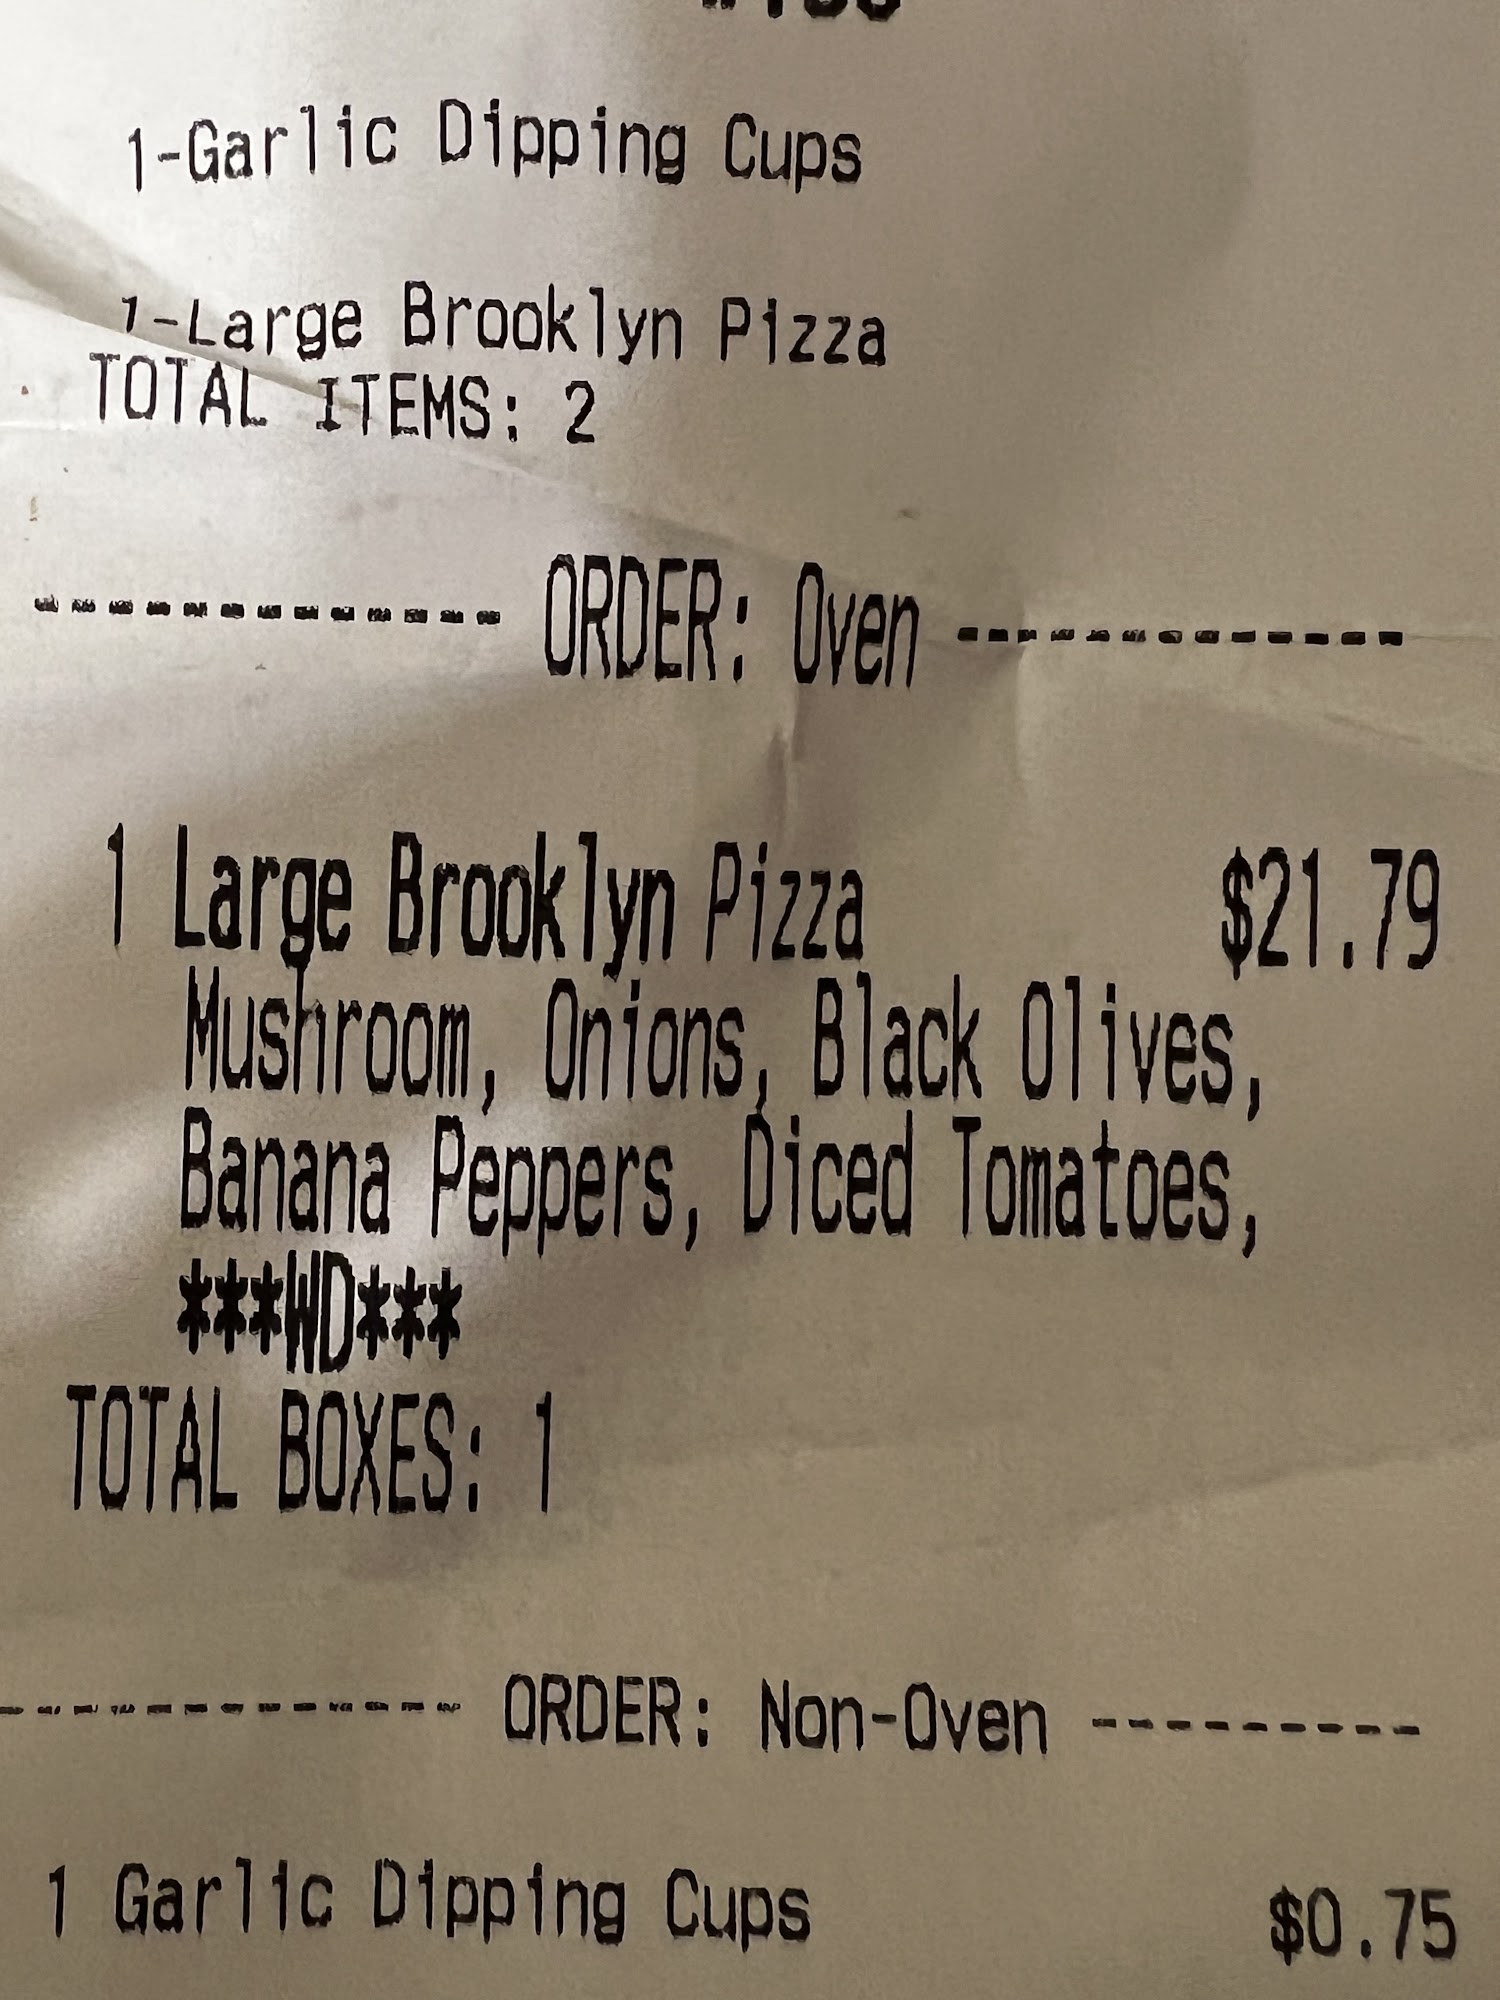 1-Garlic Dipping Cups
1-Large Brooklyn Pizza
TOTAL ITEMS: 2
------------- ORDER: Oven -------------
1 Large Brooklyn Pizza $21.79
Mushroom, Onions, Black Olives,
Banana Peppers, Diced Tomatoes,
***WD***
TOTAL BOXES: 1
------------- ORDER: Non-Oven ---------
1 Garlic Dipping Cups $0.75